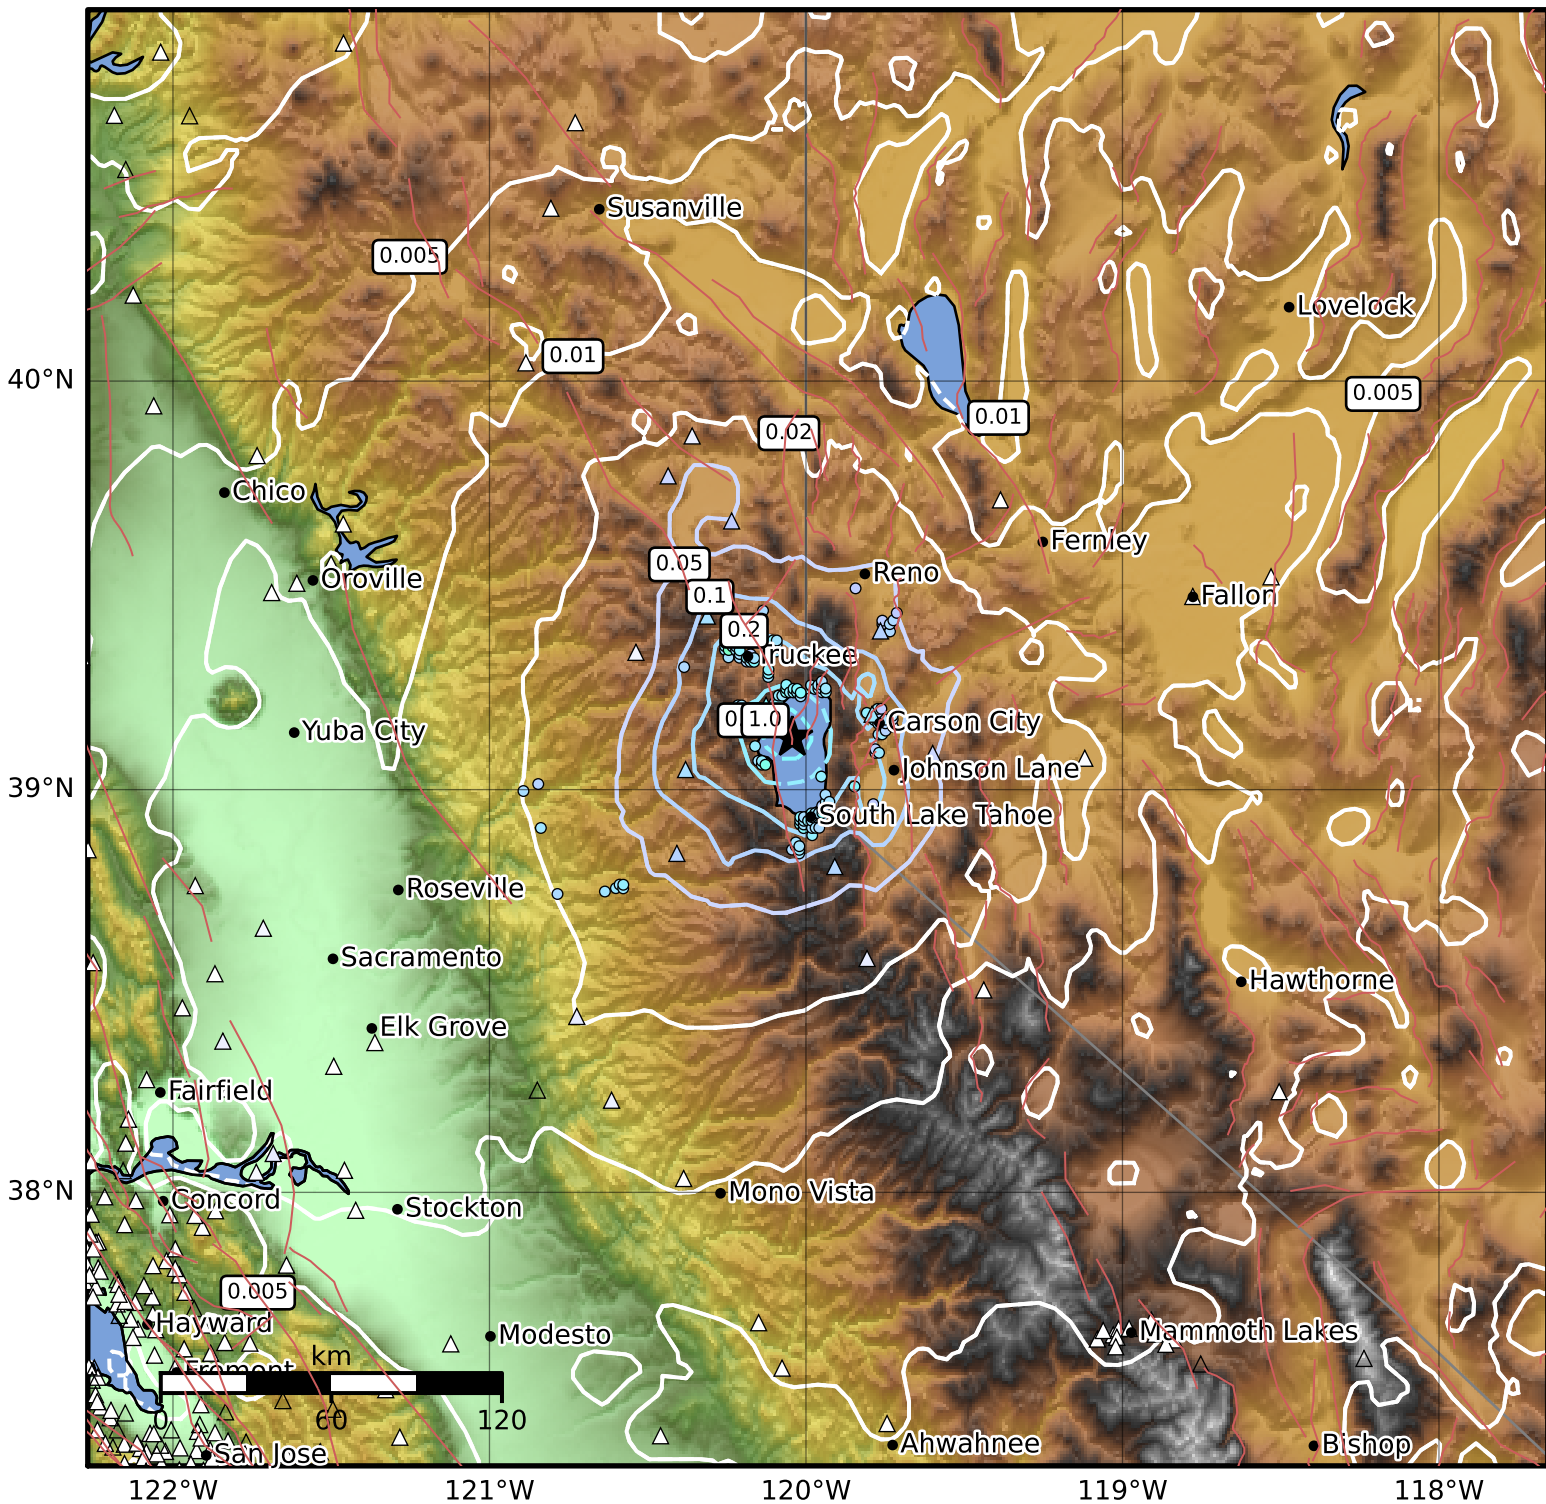 Susanville
0.005
Lovelock
0.01
40°N
0.005
0.01
0.02
Chico
Fernley
0.05
Reno
Oroville
0.1
Fallon
0.2
Truckee
1.0
Carson City
Yuba City
Johnson Lane
39°N
South Lake Tahoe
Roseville
Sacramento
Hawthorne
Elk Grove
Fairfield
38°N
Mono Vista
Concord
Stockton
0.005
Hayward
Modesto
Mammoth Lakes
km
Fremont
0 60 120
Ahwahnee
Bishop
San Jose
122°W 121°W 120°W 119°W 118°W